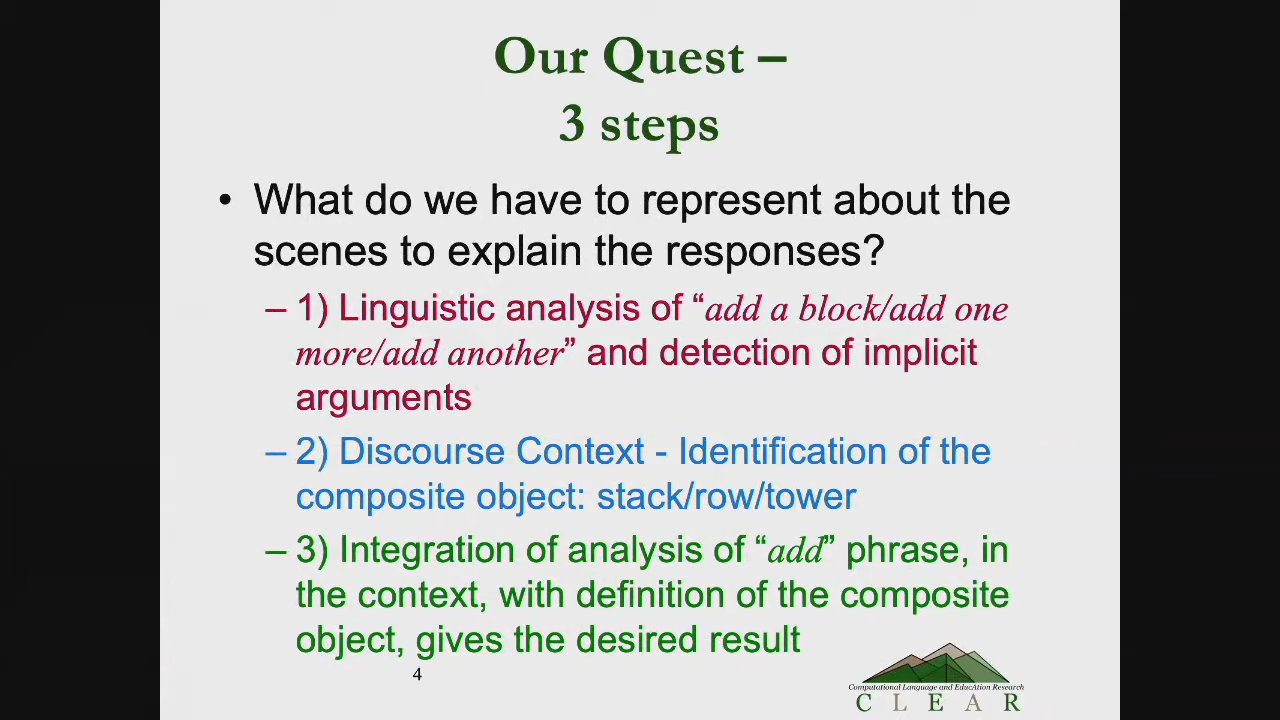 Our Quest –
3 steps
• What do we have to represent about the
scenes to explain the responses?
– 1) Linguistic analysis of “add a block/add one
more/add another” and detection of implicit
arguments
– 2) Discourse Context - Identification of the
composite object: stack/row/tower
– 3) Integration of analysis of “add” phrase, in
the context, with definition of the composite
object, gives the desired result
4
Computational Language and EducAtion Research
C L E A R